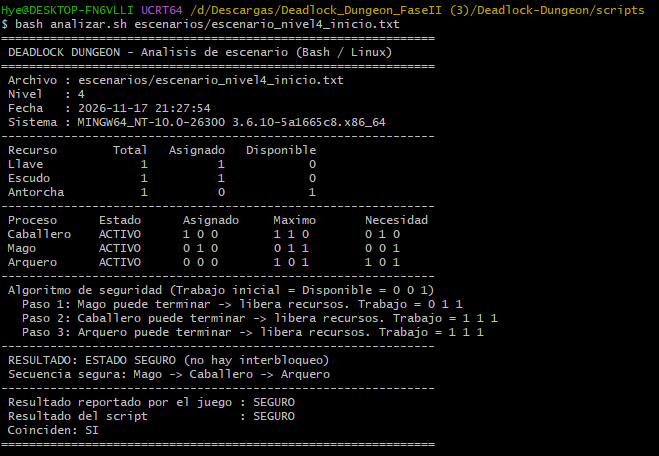 Hye@DESKTOP-FN6VLLI UCRT64 /d/Descargas/Deadlock_Dungeon_FaseII (3)/Deadlock-Dungeon/scripts
$ bash analizar.sh escenarios/escenario_nivel4_inicio.txt
==============================================================
DEADLOCK DUNGEON - Analisis de escenario (Bash / Linux)
==============================================================
Archivo : escenarios/escenario_nivel4_inicio.txt
Nivel   : 4
Fecha   : 2026-11-17 21:27:54
Sistema : MINGW64_NT-10.0-26300 3.6.10-5a1665c8.x86_64
--------------------------------------------------------------
Recurso        Total   Asignado   Disponible
Llave              1          1            0
Escudo             1          1            0
Antorcha           1          0            1
--------------------------------------------------------------
Proceso      Estado      Asignado     Maximo       Necesidad
Caballero    ACTIVO      1 0 0        1 1 0        0 1 0
Mago         ACTIVO      0 1 0        0 1 1        0 0 1
Arquero      ACTIVO      0 0 0        1 0 1        1 0 1
--------------------------------------------------------------
Algoritmo de seguridad (Trabajo inicial = Disponible = 0 0 1)
  Paso 1: Mago puede terminar -> libera recursos. Trabajo = 0 1 1
  Paso 2: Caballero puede terminar -> libera recursos. Trabajo = 1 1 1
  Paso 3: Arquero puede terminar -> libera recursos. Trabajo = 1 1 1
--------------------------------------------------------------
RESULTADO: ESTADO SEGURO (no hay interbloqueo)
Secuencia segura: Mago -> Caballero -> Arquero
--------------------------------------------------------------
Resultado reportado por el juego : SEGURO
Resultado del script             : SEGURO
Coinciden: SI
==============================================================